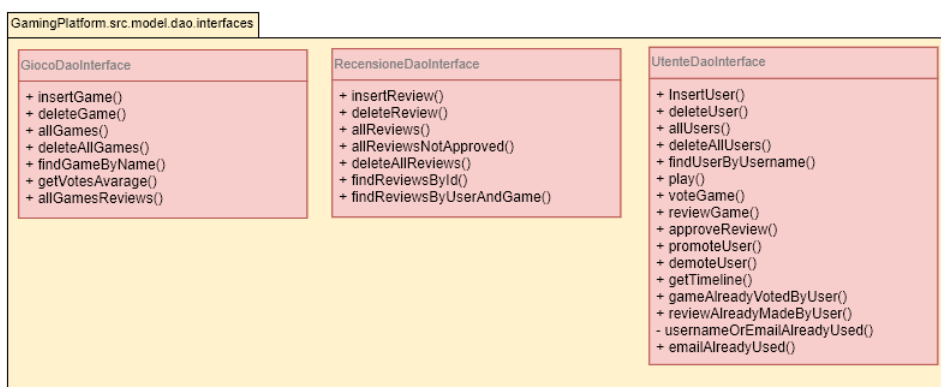 GamingPlatform.src.model.dao.interfaces
GiocoDaoInterface
+ insertGame()
+ deleteGame()
+ allGames()
+ deleteAllGames()
+ findGameByName()
+ getVotesAvarage()
+ allGamesReviews()
RecensioneDaoInterface
+ insertReview()
+ deleteReview()
+ allReviews()
+ allReviewsNotApproved()
+ deleteAllReviews()
+ findReviewsById()
+ findReviewsByUserAndGame()
UtenteDaoInterface
+ InsertUser()
+ deleteUser()
+ allUsers()
+ deleteAllUsers()
+ findUserByUsername()
+ play()
+ voteGame()
+ reviewGame()
+ approveReview()
+ promoteUser()
+ demoteUser()
+ getTimeline()
+ gameAlreadyVotedByUser()
+ reviewAlreadyMadeByUser()
- usernameOrEmailAlreadyUsed()
+ emailAlreadyUsed()